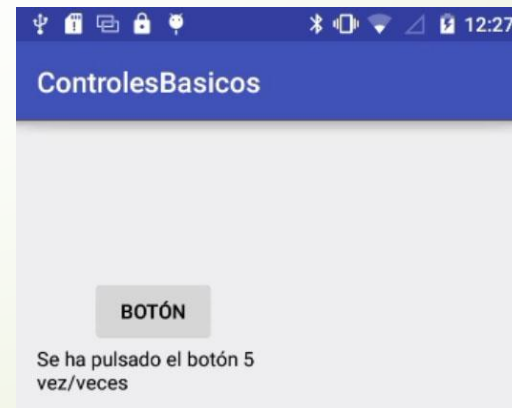 12:27
ControlesBasicos
BOTÓN
Se ha pulsado el botón 5
vez/veces